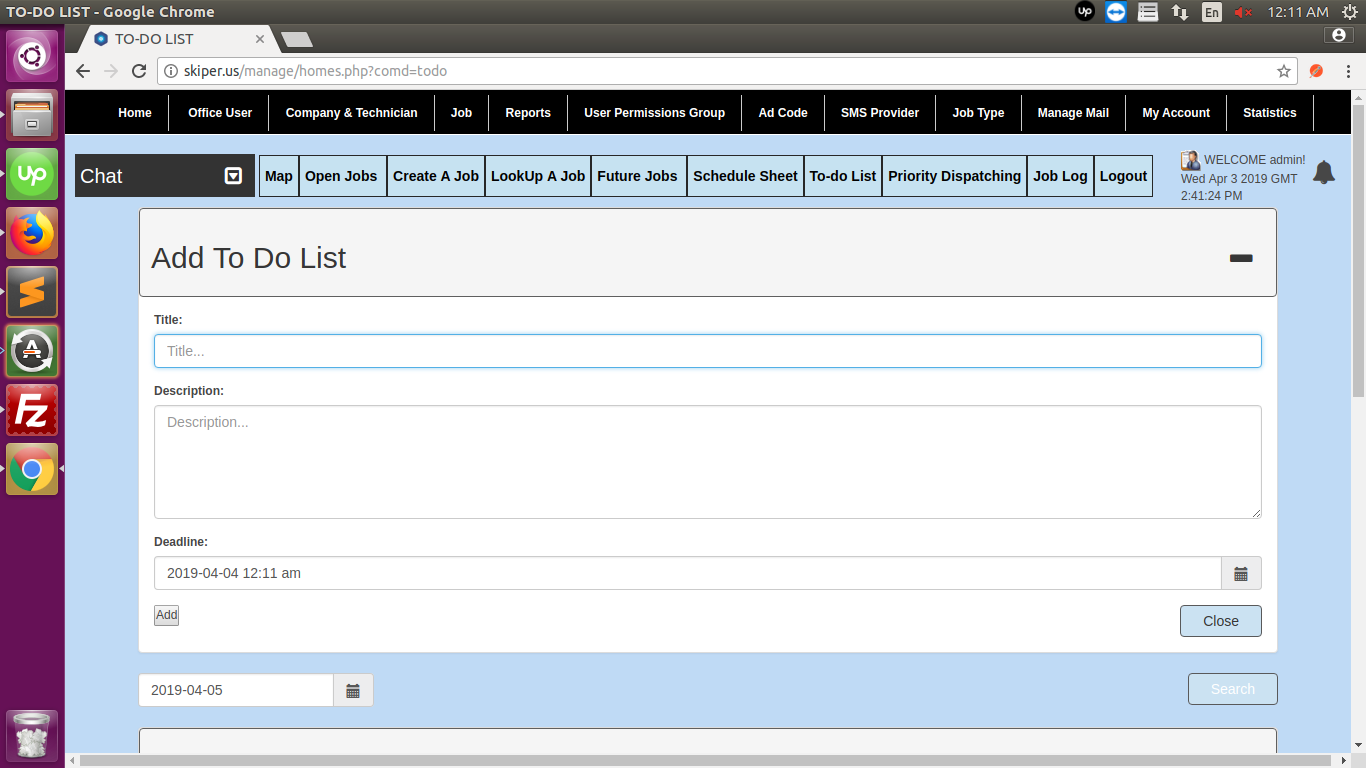 TO-DO LIST - Google Chrome
Up
En
12:11 AM
TO-DO LIST
skiper.us/manage/homes.php?comd=todo
Home Office User Company & Technician Job Reports User Permissions Group Ad Code SMS Provider Job Type Manage Mail My Account Statistics
Chat
Map Open Jobs Create A Job LookUp A Job Future Jobs Schedule Sheet To-do List Priority Dispatching Job Log Logout
WELCOME admin!
Wed Apr 3 2019 GMT
2:41:24 PM
Add To Do List
Title:
Title...
Description:
Description...
Deadline:
2019-04-04 12:11 am
Add
Close
2019-04-05
Search
up
A
Fz